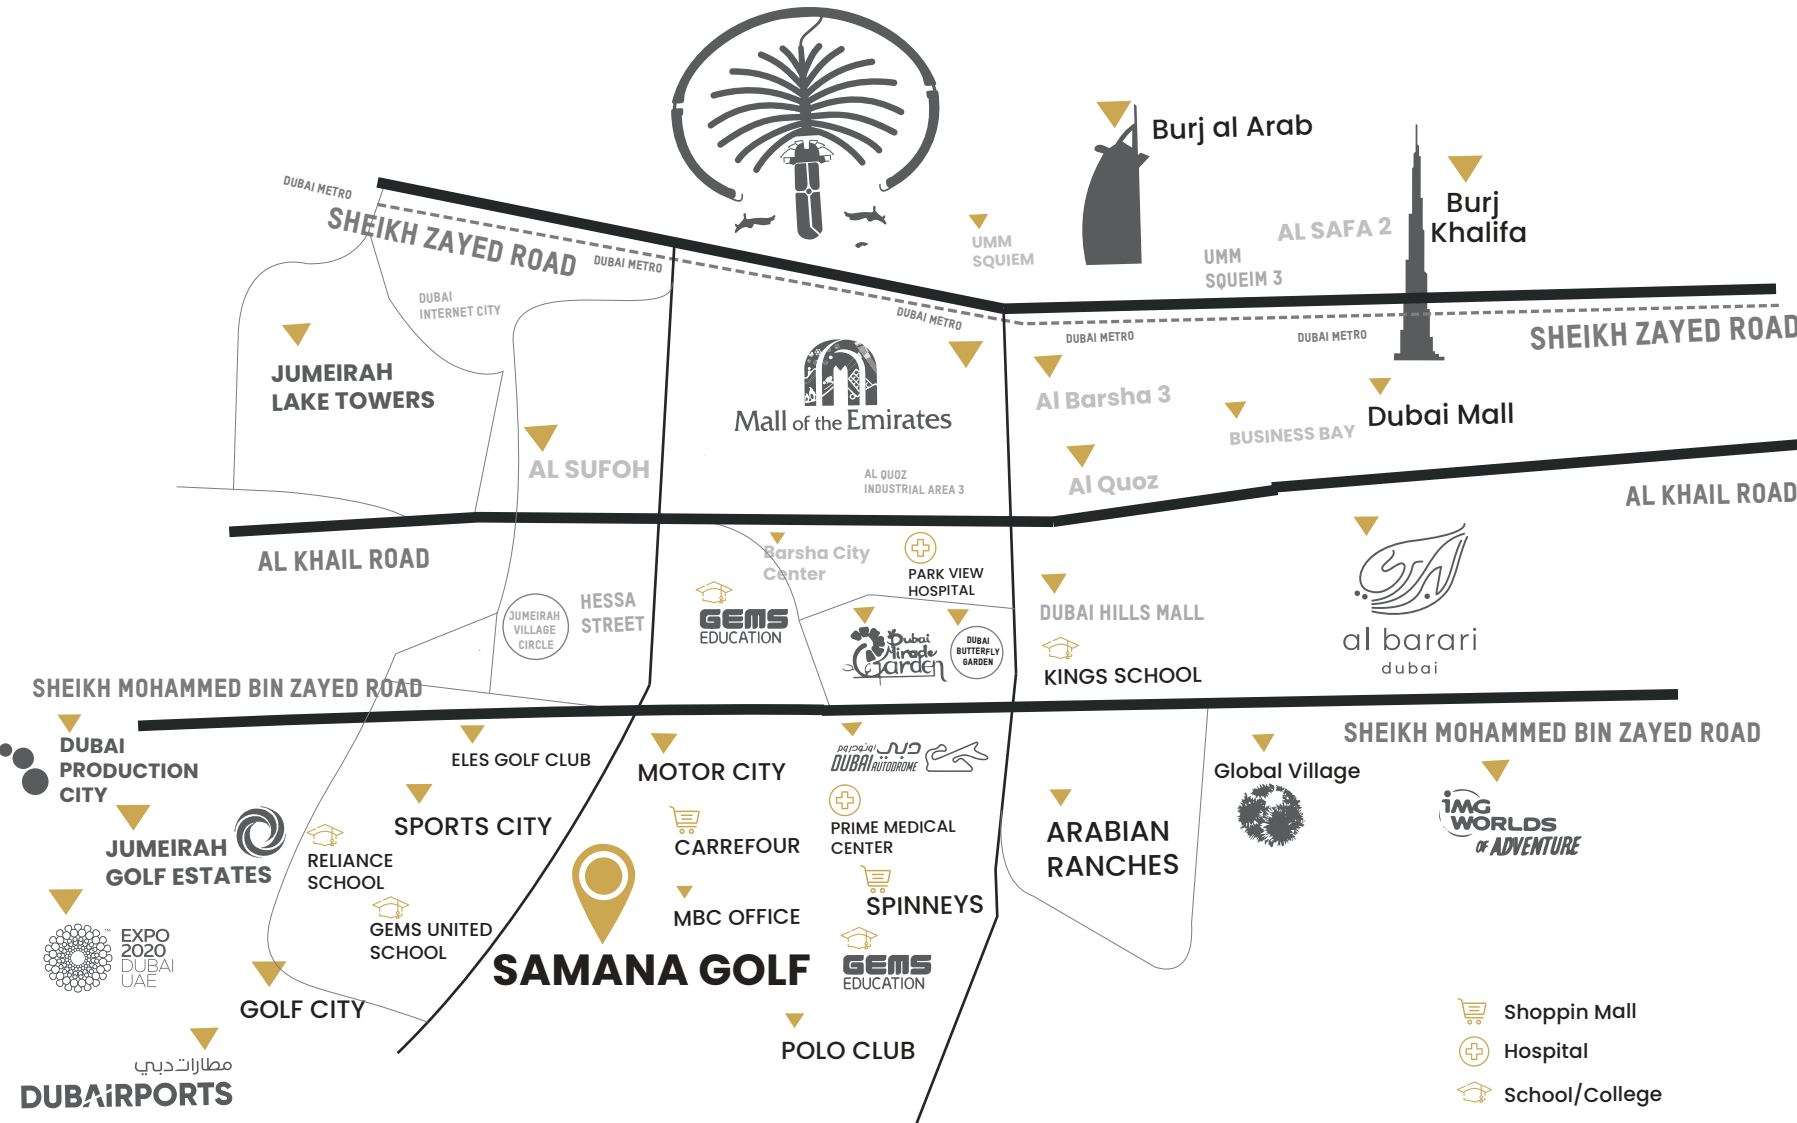 Burj al Arab
DUBAI METRO
SHEIKH ZAYED ROAD
DUBAI METRO
UMM
SQUIEM
AL SAFA 2
Burj
Khalifa
UMM
SQUEIM 3
DUBAI
INTERNET CITY
DUBAI METRO
DUBAI METRO
DUBAI METRO
SHEIKH ZAYED ROAD
JUMEIRAH
LAKE TOWERS
Mall of the Emirates
Al Barsha 3
BUSINESS BAY
Dubai Mall
AL SUFOH
AL QUOZ
INDUSTRIAL AREA 3
Al Quoz
AL KHAIL ROAD
AL KHAIL ROAD
Barsha City
Center
PARK VIEW
HOSPITAL
HESSA
STREET
JUMEIRAH
VILLAGE
CIRCLE
GEMS
EDUCATION
Dubai
Miracle
Garden
DUBAI
BUTTERFLY
GARDEN
DUBAI HILLS MALL
KINGS SCHOOL
al barari
dubai
SHEIKH MOHAMMED BIN ZAYED ROAD
SHEIKH MOHAMMED BIN ZAYED ROAD
DUBAI
PRODUCTION
CITY
ELES GOLF CLUB
MOTOR CITY
دبي اوتودروم
DUBAI AUTODROME
Global Village
iMG
WORLDS
OF ADVENTURE
JUMEIRAH
GOLF ESTATES
SPORTS CITY
CARREFOUR
PRIME MEDICAL
CENTER
ARABIAN
RANCHES
RELIANCE
SCHOOL
GEMS UNITED
SCHOOL
MBC OFFICE
SPINNEYS
EXPO
2020
DUBAI
UAE
™
SAMANA GOLF
GEMS
EDUCATION
GOLF CITY
POLO CLUB
مطارات دبي
DUBAiRPORTS
Shoppin Mall
Hospital
School/College